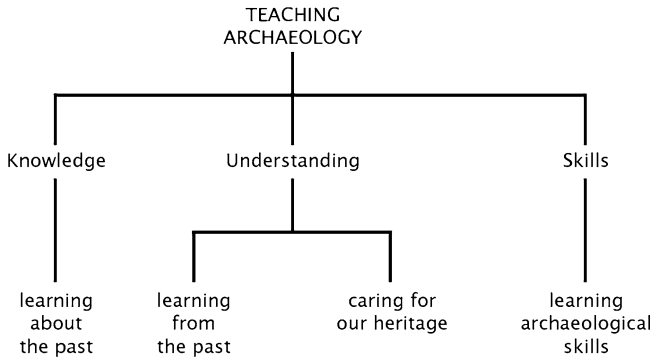 TEACHING
ARCHAEOLOGY
Knowledge
Understanding
Skills
learning
about
the past
learning
from
the past
caring for
our heritage
learning
archaeological
skills